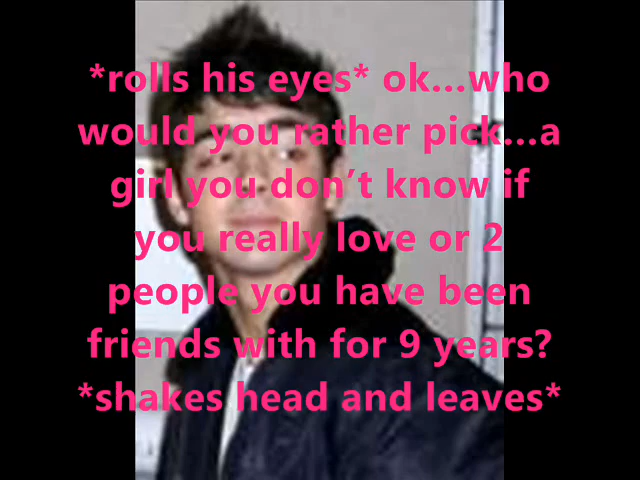 *rolls his eyes* ok...who
would you rather pick...a
girl you don’t know if
you really love or 2
people you have been
friends with for 9 years?
*shakes head and leaves*